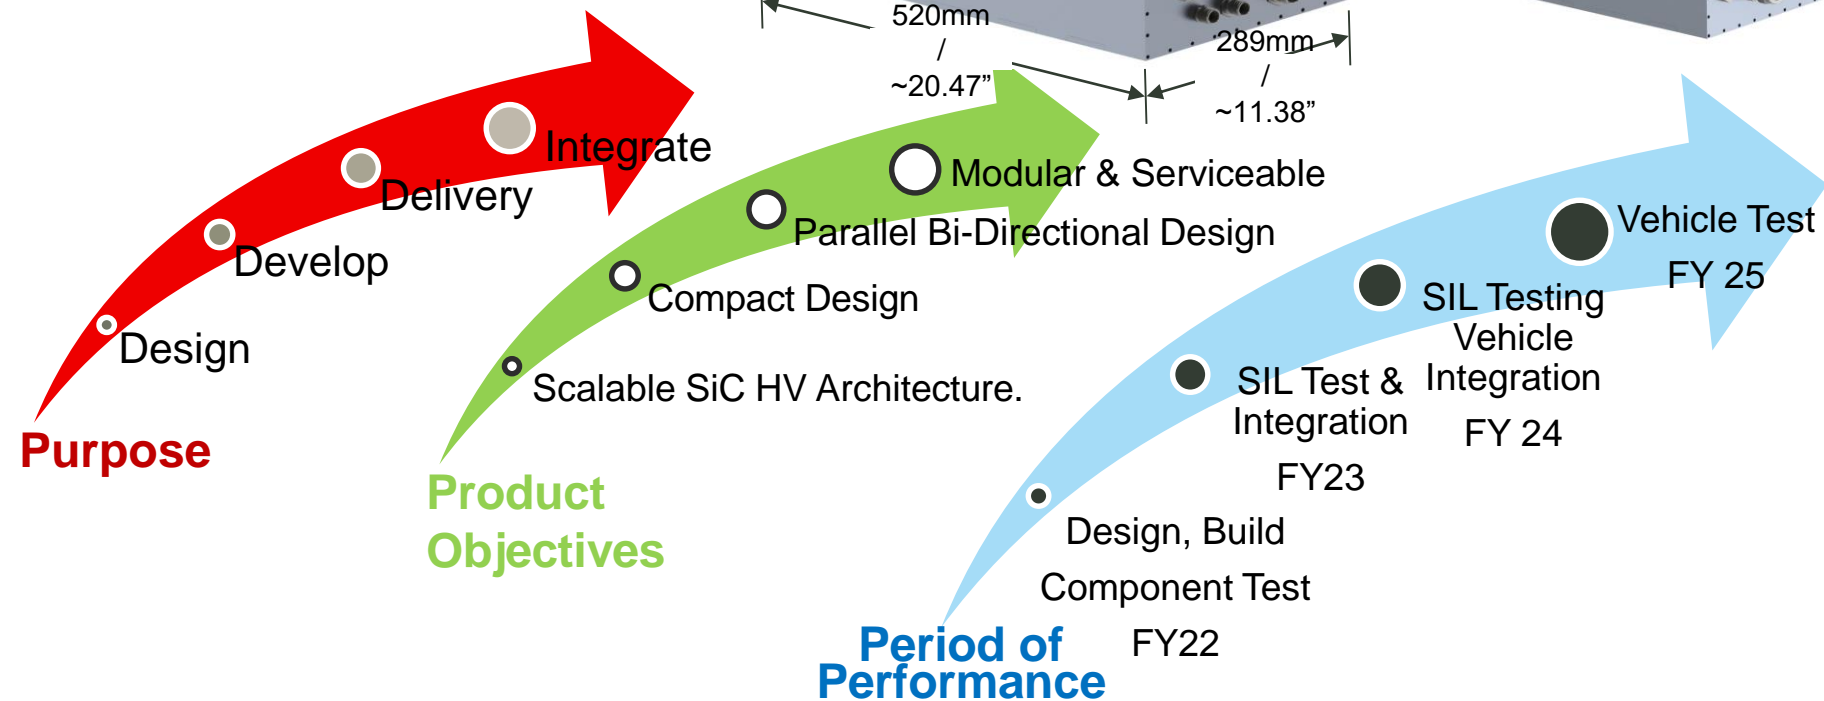 520mm
/
~20.47”
289mm
/
~11.38”
Integrate
Delivery
Develop
Design
Purpose
Modular & Serviceable
Parallel Bi-Directional Design
Compact Design
Scalable SiC HV Architecture.
Product
Objectives
Vehicle Test
FY 25
SIL Testing
Vehicle
Integration
FY 24
SIL Test &
Integration
FY23
Design, Build
Component Test
FY22
Period of
Performance